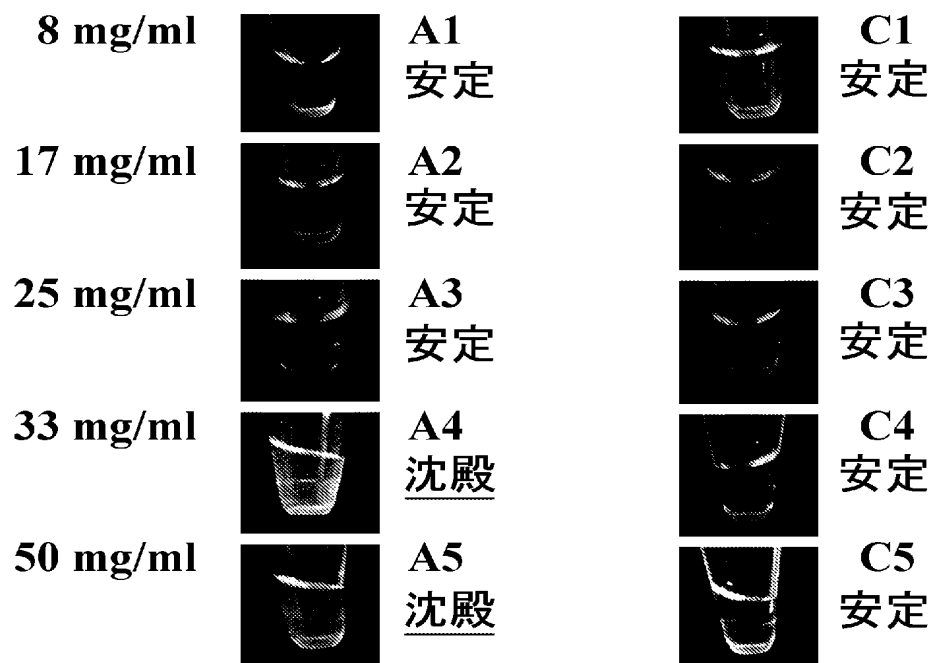 8 mg/ml A1 C1
安定 安定
17 mg/ml A2 C2
安定 安定
25 mg/ml A3 C3
安定 安定
33 mg/ml A4 C4
沈殿 安定
50 mg/ml A5 C5
沈殿 安定